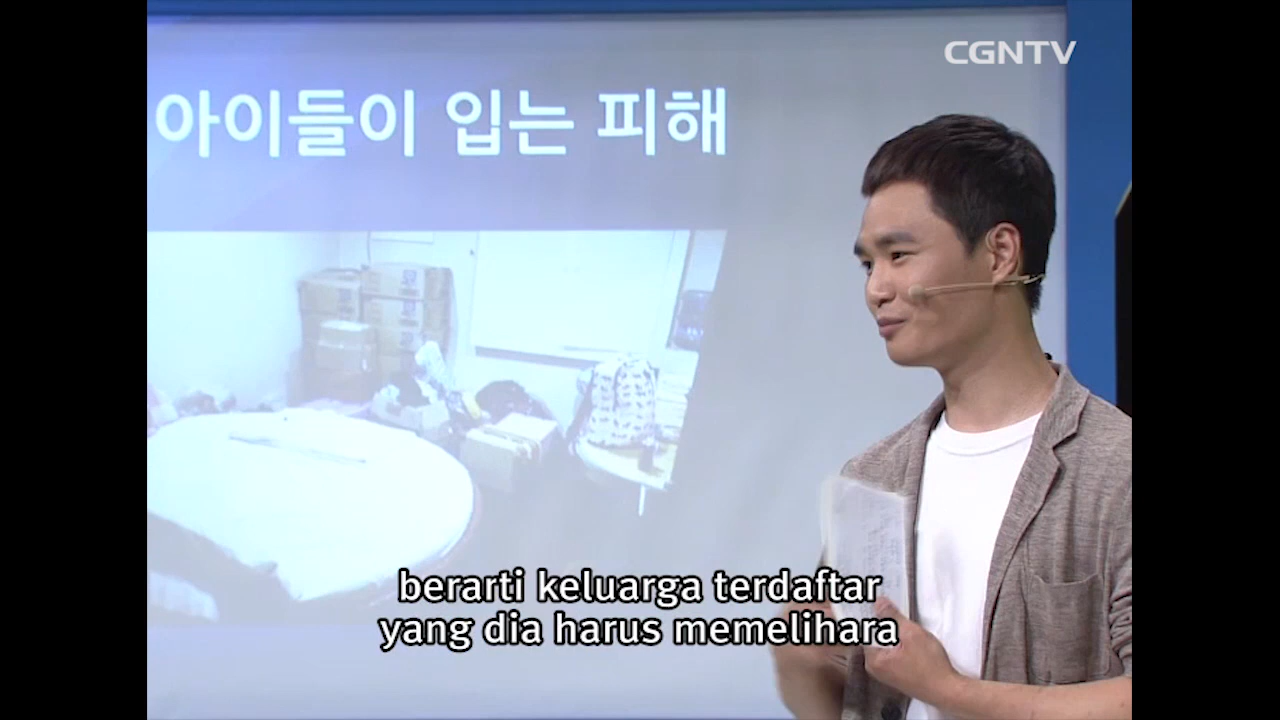 CGNTV
아이들이 입는 피해
berarti keluarga terdaftar
yang dia harus memelihara